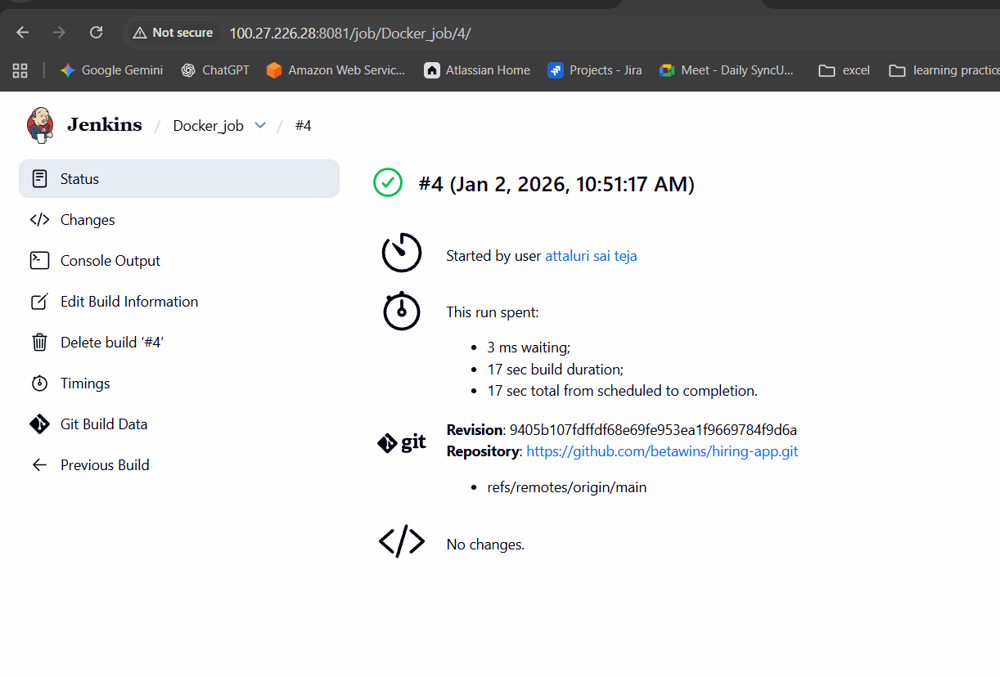 Not secure 100.27.226.28:8081/job/Docker_job/4/
Google Gemini ChatGPT Amazon Web Servic... Atlassian Home Projects - Jira Meet - Daily SyncU... excel learning practice
Jenkins / Docker_job / #4
Status
Changes
Console Output
Edit Build Information
Delete build ‘#4’
Timings
Git Build Data
Previous Build
#4 (Jan 2, 2026, 10:51:17 AM)
Started by user attaluri sai teja
This run spent:
3 ms waiting;
17 sec build duration;
17 sec total from scheduled to completion.
git
Revision: 9405b107fdffdf68e69fe953ea1f9669784f9d6a
Repository: https://github.com/betawins/hiring-app.git
refs/remotes/origin/main
No changes.